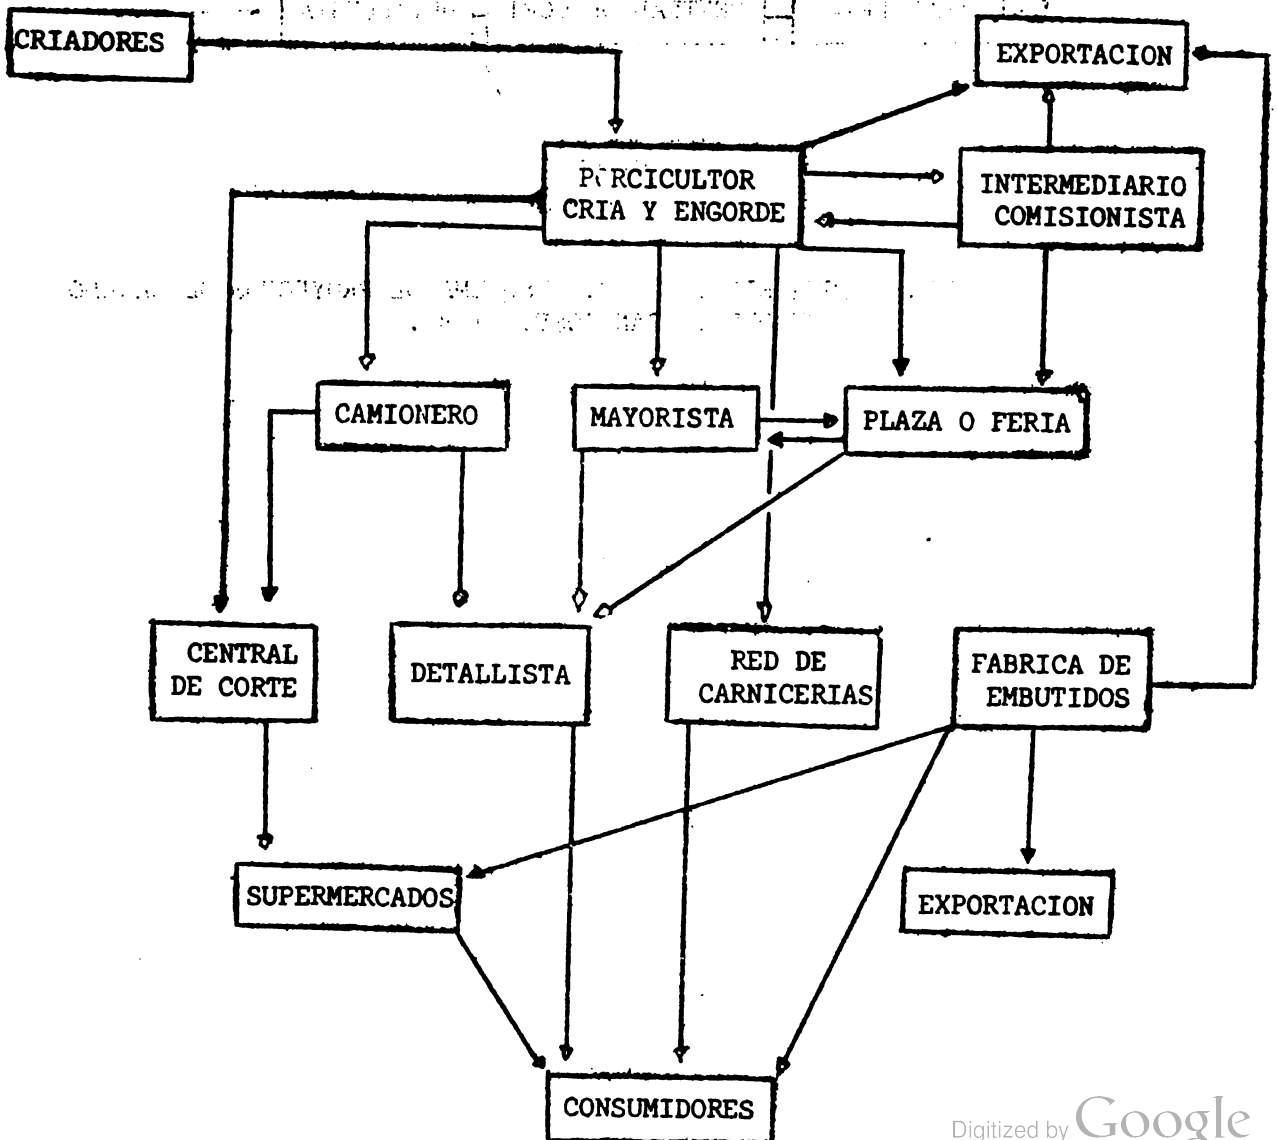 CRIADORES
EXPORTACION
PORCICULTOR
CRIA Y ENGORDE
INTERMEDIARIO
COMISIONISTA
CAMIONERO
MAYORISTA
PLAZA O FERIA
CENTRAL
DE CORTE
DETALLISTA
RED DE
CARNICERIAS
FABRICA DE
EMBUTIDOS
SUPERMERCADOS
EXPORTACION
CONSUMIDORES
Digitized by Google